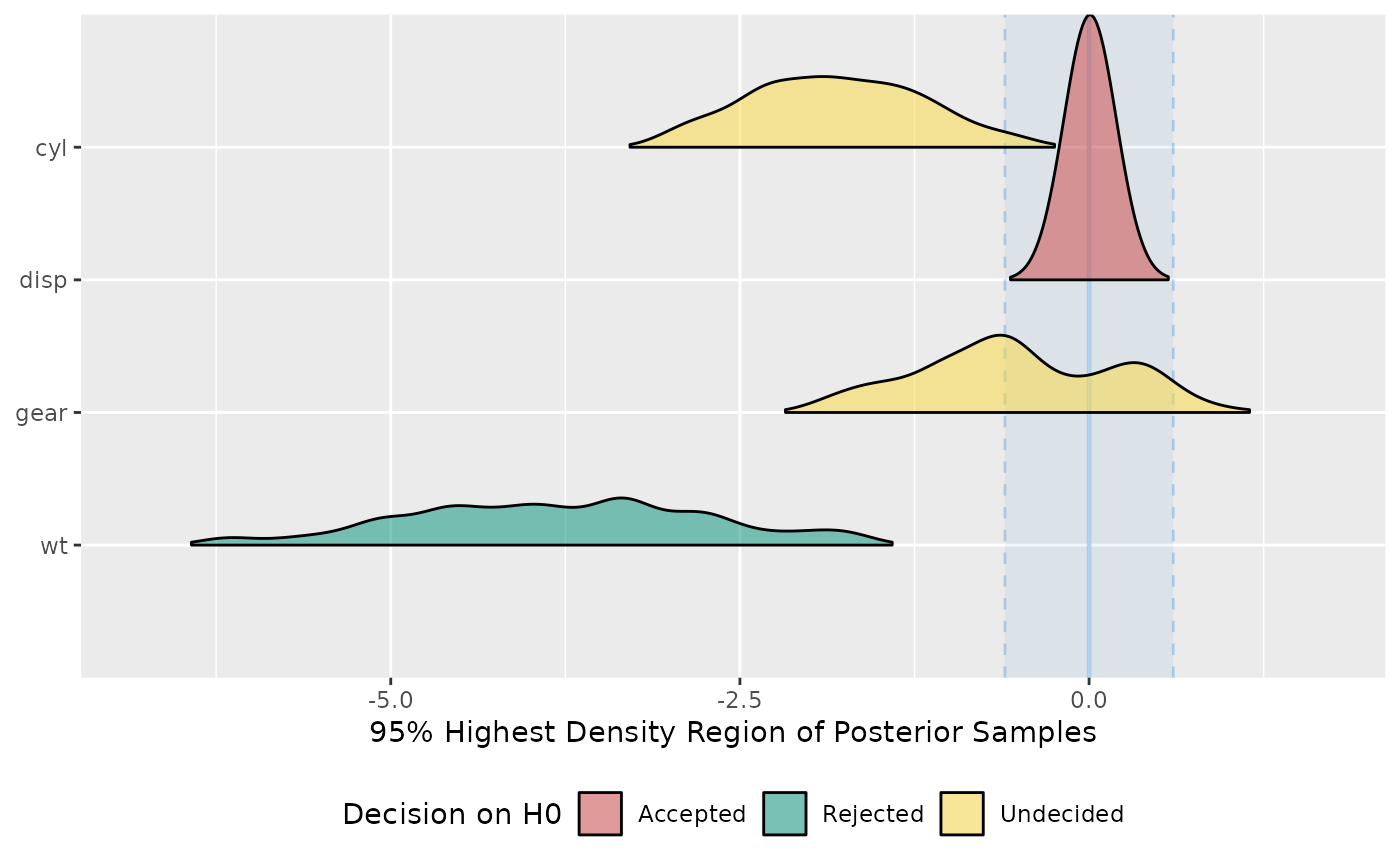 cyl
disp
gear
wt
-5.0 -2.5 0.0
95% Highest Density Region of Posterior Samples
Decision on H0 Accepted Rejected Undecided